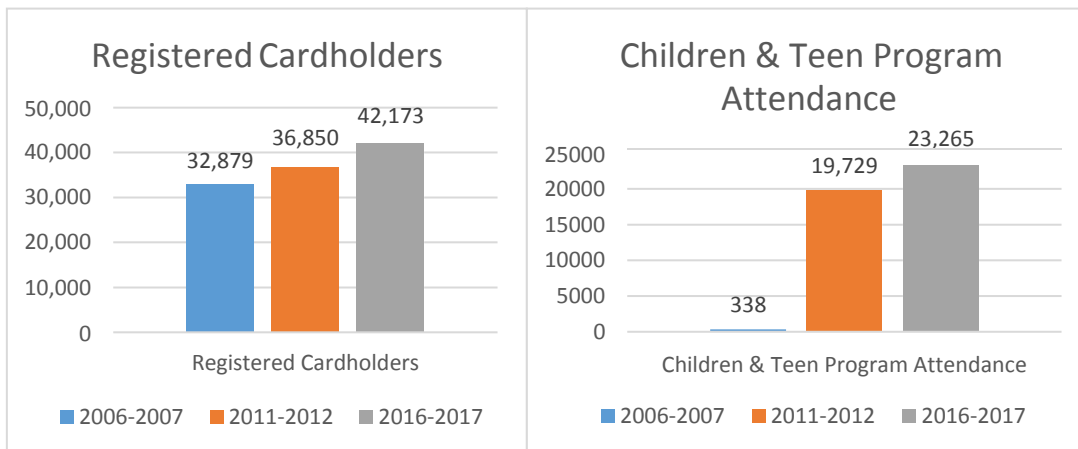 Registered Cardholders
50,000
40,000
30,000
20,000
10,000
0
32,879
36,850
42,173
Registered Cardholders
2006-2007 2011-2012 2016-2017
Children & Teen Program
Attendance
25000
20000
15000
10000
5000
0
338
19,729
23,265
Children & Teen Program Attendance
2006-2007 2011-2012 2016-2017